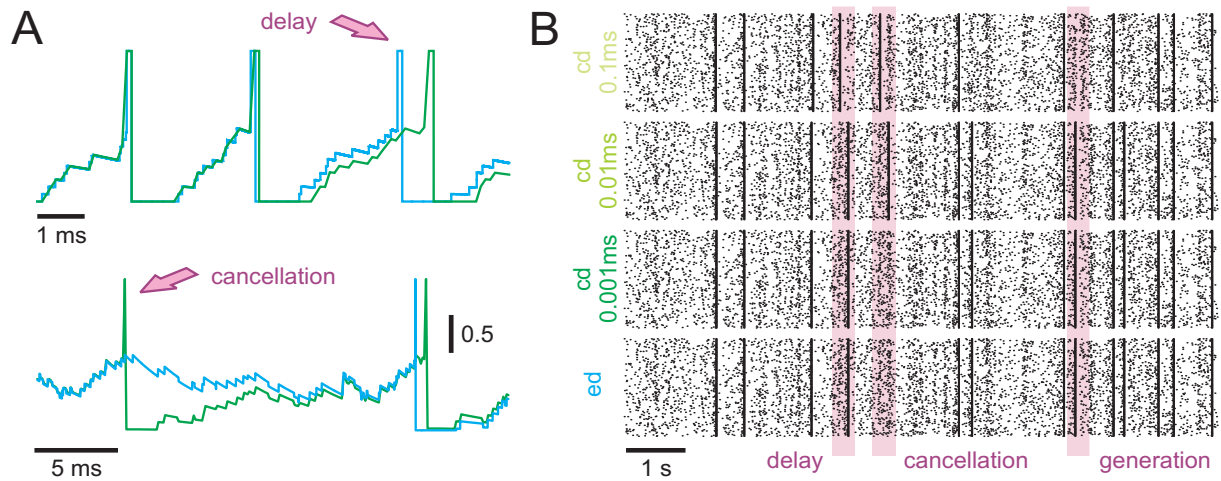 A
delay
1 ms
cancellation
0.5
5 ms
B
cd
0.1ms
cd
0.01ms
cd
0.001ms
ed
1 s
delay
cancellation
generation